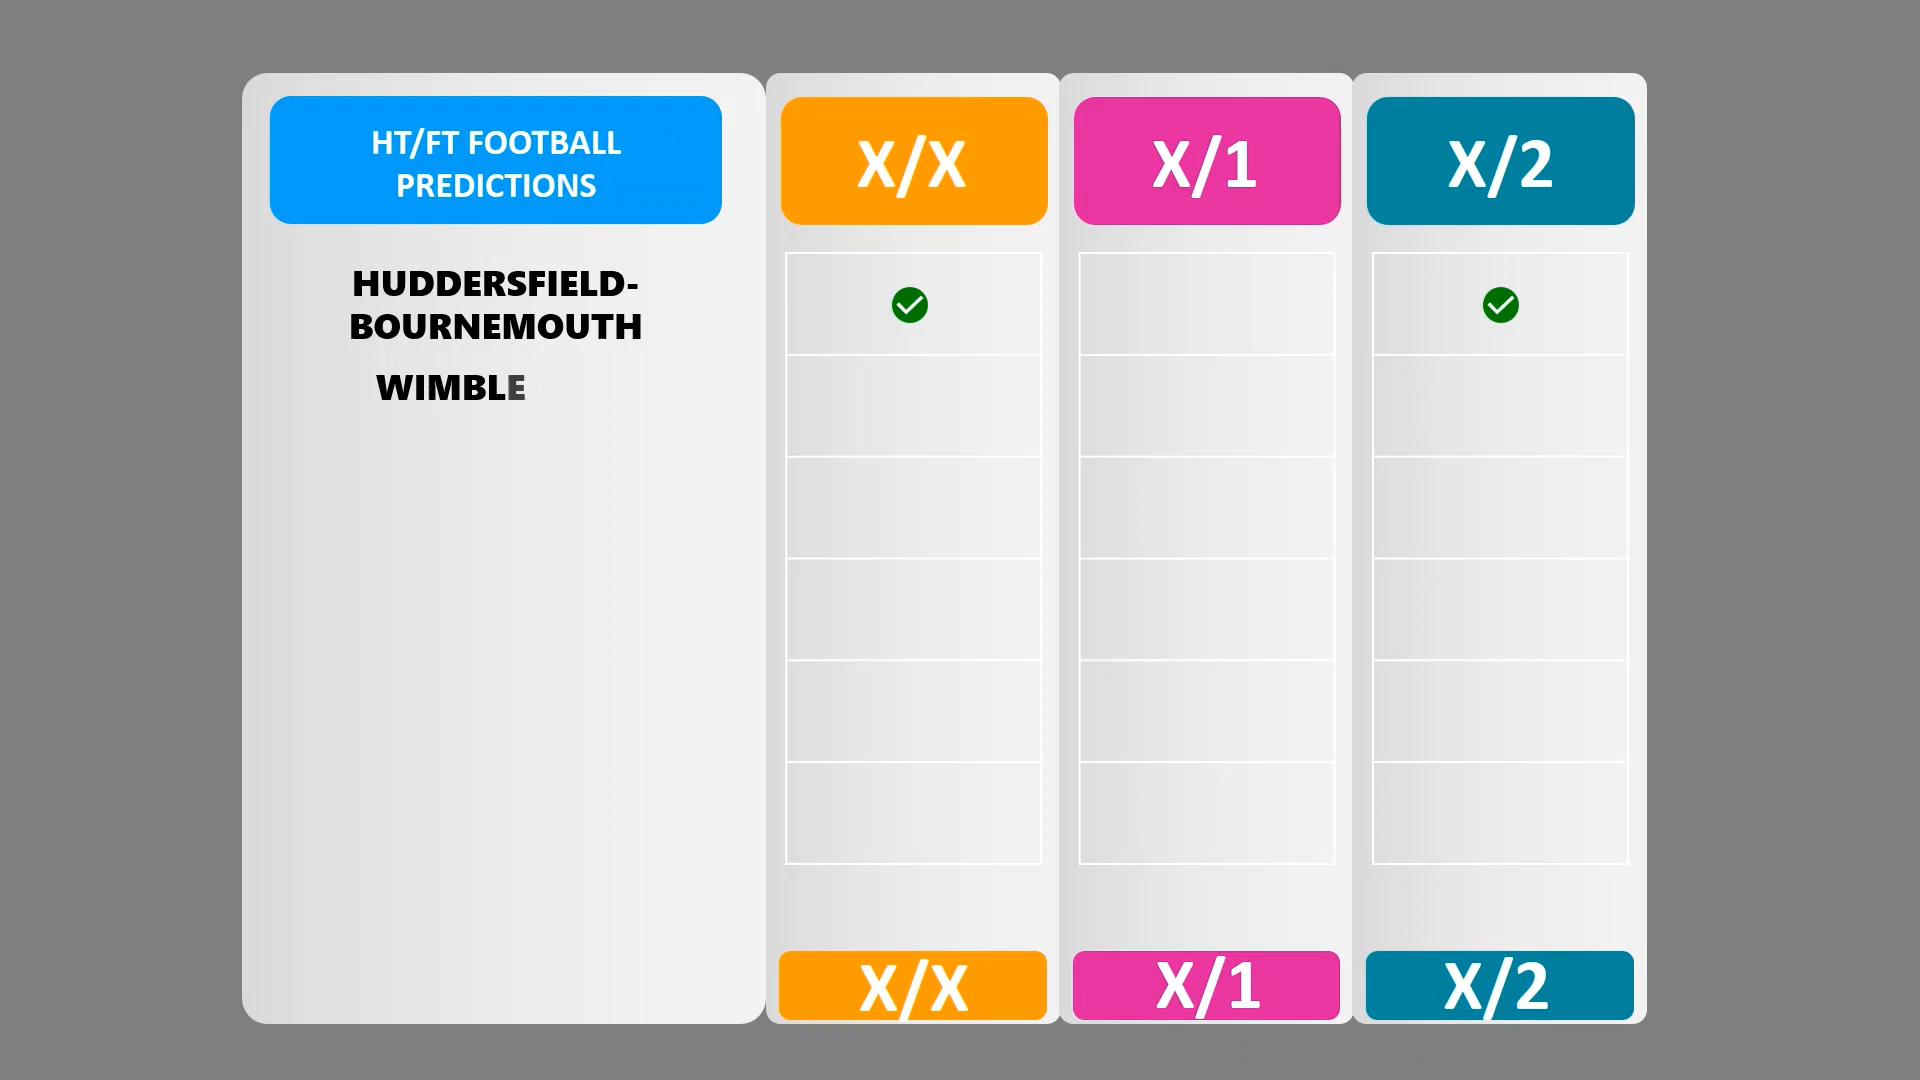 HT/FT FOOTBALL
PREDICTIONS
X/X
X/1
X/2
HUDDERSFIELD-
BOURNEMOUTH
WIMBLE
X/X
X/1
X/2